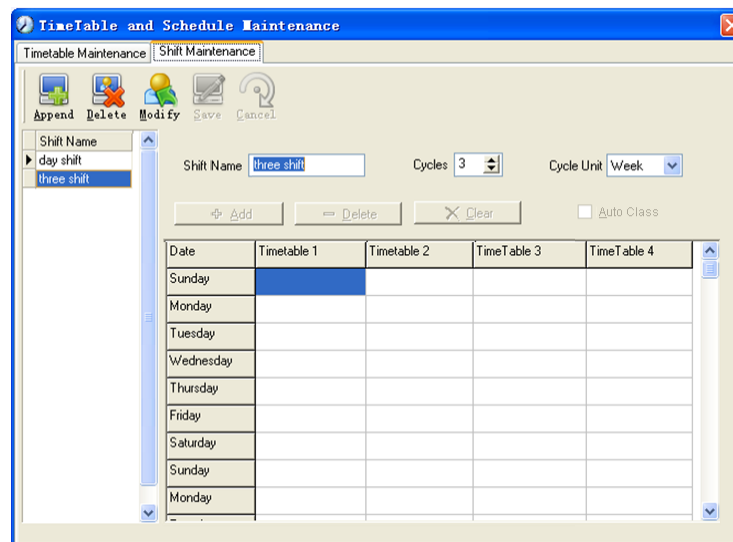 TimeTable and Schedule Maintenance
Timetable Maintenance Shift Maintenance
Append Delete Modify Save Cancel
Shift Name
day shift
three shift
Shift Name three shift Cycles 3 Cycle Unit Week
Add Delete Clear Auto Class
Date Timetable 1 Timetable 2 TimeTable 3 TimeTable 4
Sunday
Monday
Tuesday
Wednesday
Thursday
Friday
Saturday
Sunday
Monday